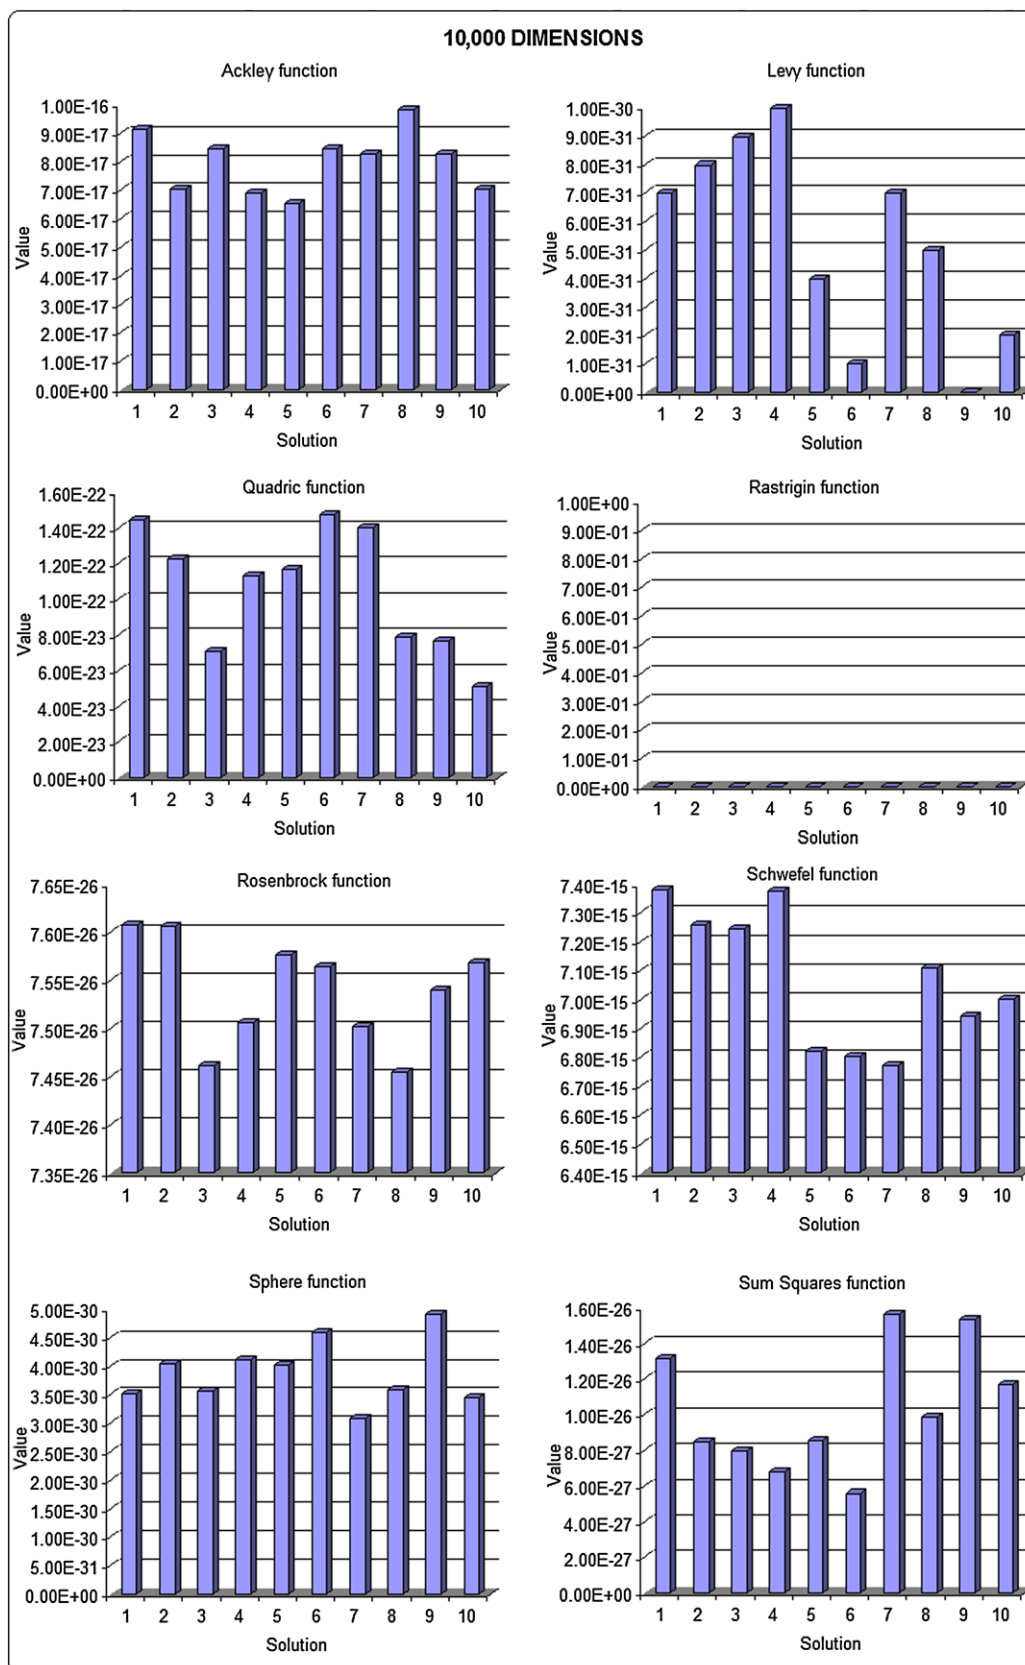 10,000 DIMENSIONS
Ackley function
1.00E-16
9.00E-17
8.00E-17
7.00E-17
6.00E-17
5.00E-17
4.00E-17
3.00E-17
2.00E-17
1.00E-17
0.00E+00
Value
1 2 3 4 5 6 7 8 9 10
Solution
Levy function
1.00E-30
9.00E-31
8.00E-31
7.00E-31
6.00E-31
5.00E-31
4.00E-31
3.00E-31
2.00E-31
1.00E-31
0.00E+00
Value
1 2 3 4 5 6 7 8 9 10
Solution
Quadric function
1.60E-22
1.40E-22
1.20E-22
1.00E-22
8.00E-23
6.00E-23
4.00E-23
2.00E-23
0.00E+00
Value
1 2 3 4 5 6 7 8 9 10
Solution
Rastrigin function
1.00E+00
9.00E-01
8.00E-01
7.00E-01
6.00E-01
5.00E-01
4.00E-01
3.00E-01
2.00E-01
1.00E-01
0.00E+00
Value
1 2 3 4 5 6 7 8 9 10
Solution
Rosenbrock function
7.65E-26
7.60E-26
7.55E-26
7.50E-26
7.45E-26
7.40E-26
7.35E-26
Value
1 2 3 4 5 6 7 8 9 10
Solution
Schwefel function
7.40E-15
7.30E-15
7.20E-15
7.10E-15
7.00E-15
6.90E-15
6.80E-15
6.70E-15
6.60E-15
6.50E-15
6.40E-15
Value
1 2 3 4 5 6 7 8 9 10
Solution
Sphere function
5.00E-30
4.50E-30
4.00E-30
3.50E-30
3.00E-30
2.50E-30
2.00E-30
1.50E-30
1.00E-30
5.00E-31
0.00E+00
Value
1 2 3 4 5 6 7 8 9 10
Solution
Sum Squares function
1.60E-26
1.40E-26
1.20E-26
1.00E-26
8.00E-27
6.00E-27
4.00E-27
2.00E-27
0.00E+00
Value
1 2 3 4 5 6 7 8 9 10
Solution